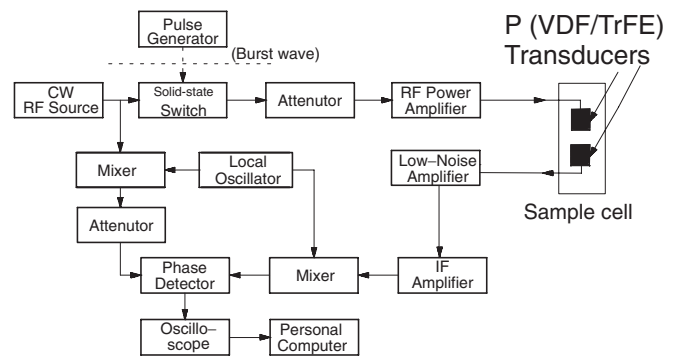 Pulse
Generator
(Burst wave)
P (VDF/TrFE)
Transducers
CW
RF Source
Solid-state
Switch
Attenutor
RF Power
Amplifier
Mixer
Local
Oscillator
Low–Noise
Amplifier
Sample cell
Attenutor
Phase
Detector
Mixer
IF
Amplifier
Oscillo–
scope
Personal
Computer